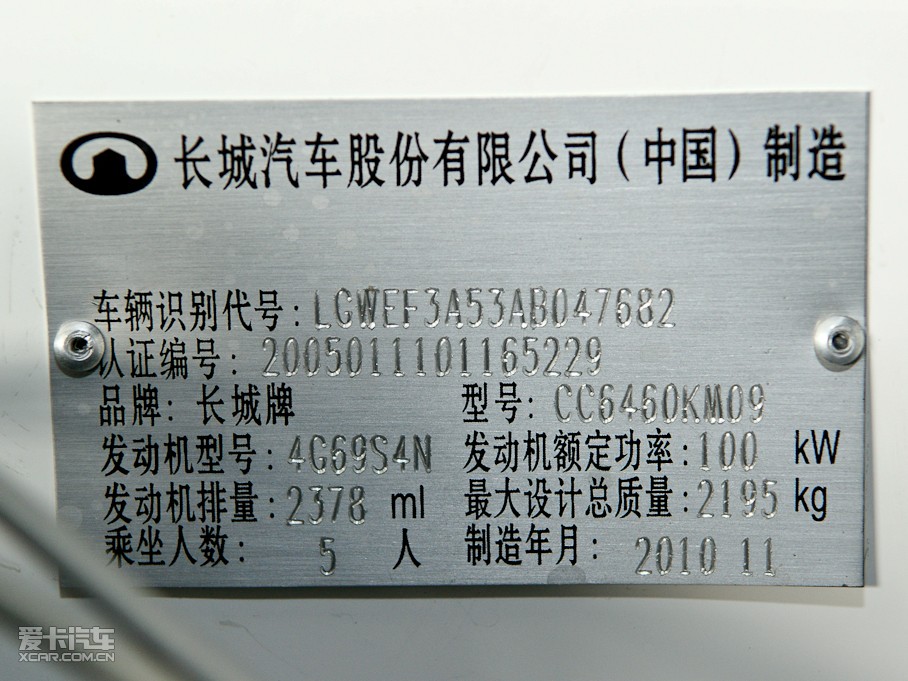 长城汽车股份有限公司(中国)制造
车辆识别代号:LGWEF3A53AB047682
认证编号:2005011101165229
品牌:长城牌 型号:CC6460KM09
发动机型号:4G69S4N 发动机额定功率:100 kW
发动机排量:2378 ml 最大设计总质量:2195 kg
乘坐人数: 5 人 制造年月: 2010 11
爱卡汽车
XCAR.COM.CN